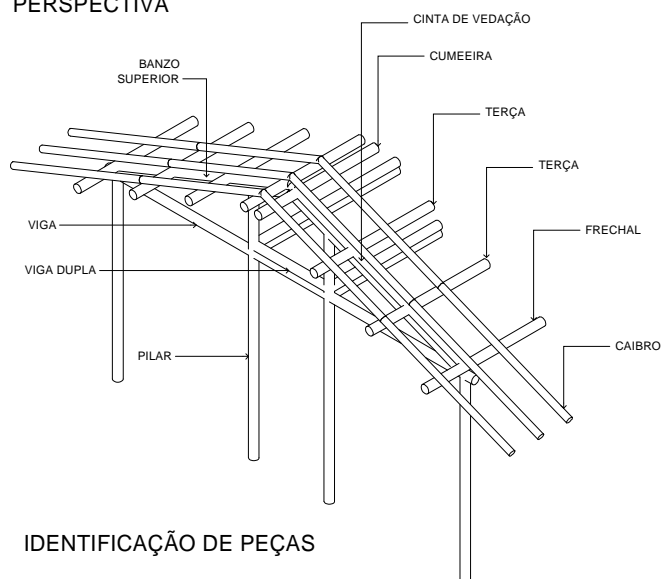 PERSPECTIVA
CINTA DE VEDAÇÃO
CUMEEIRA
BANZO
SUPERIOR
TERÇA
TERÇA
VIGA
FRECHAL
VIGA DUPLA
PILAR
CAIBRO
IDENTIFICAÇÃO DE PEÇAS